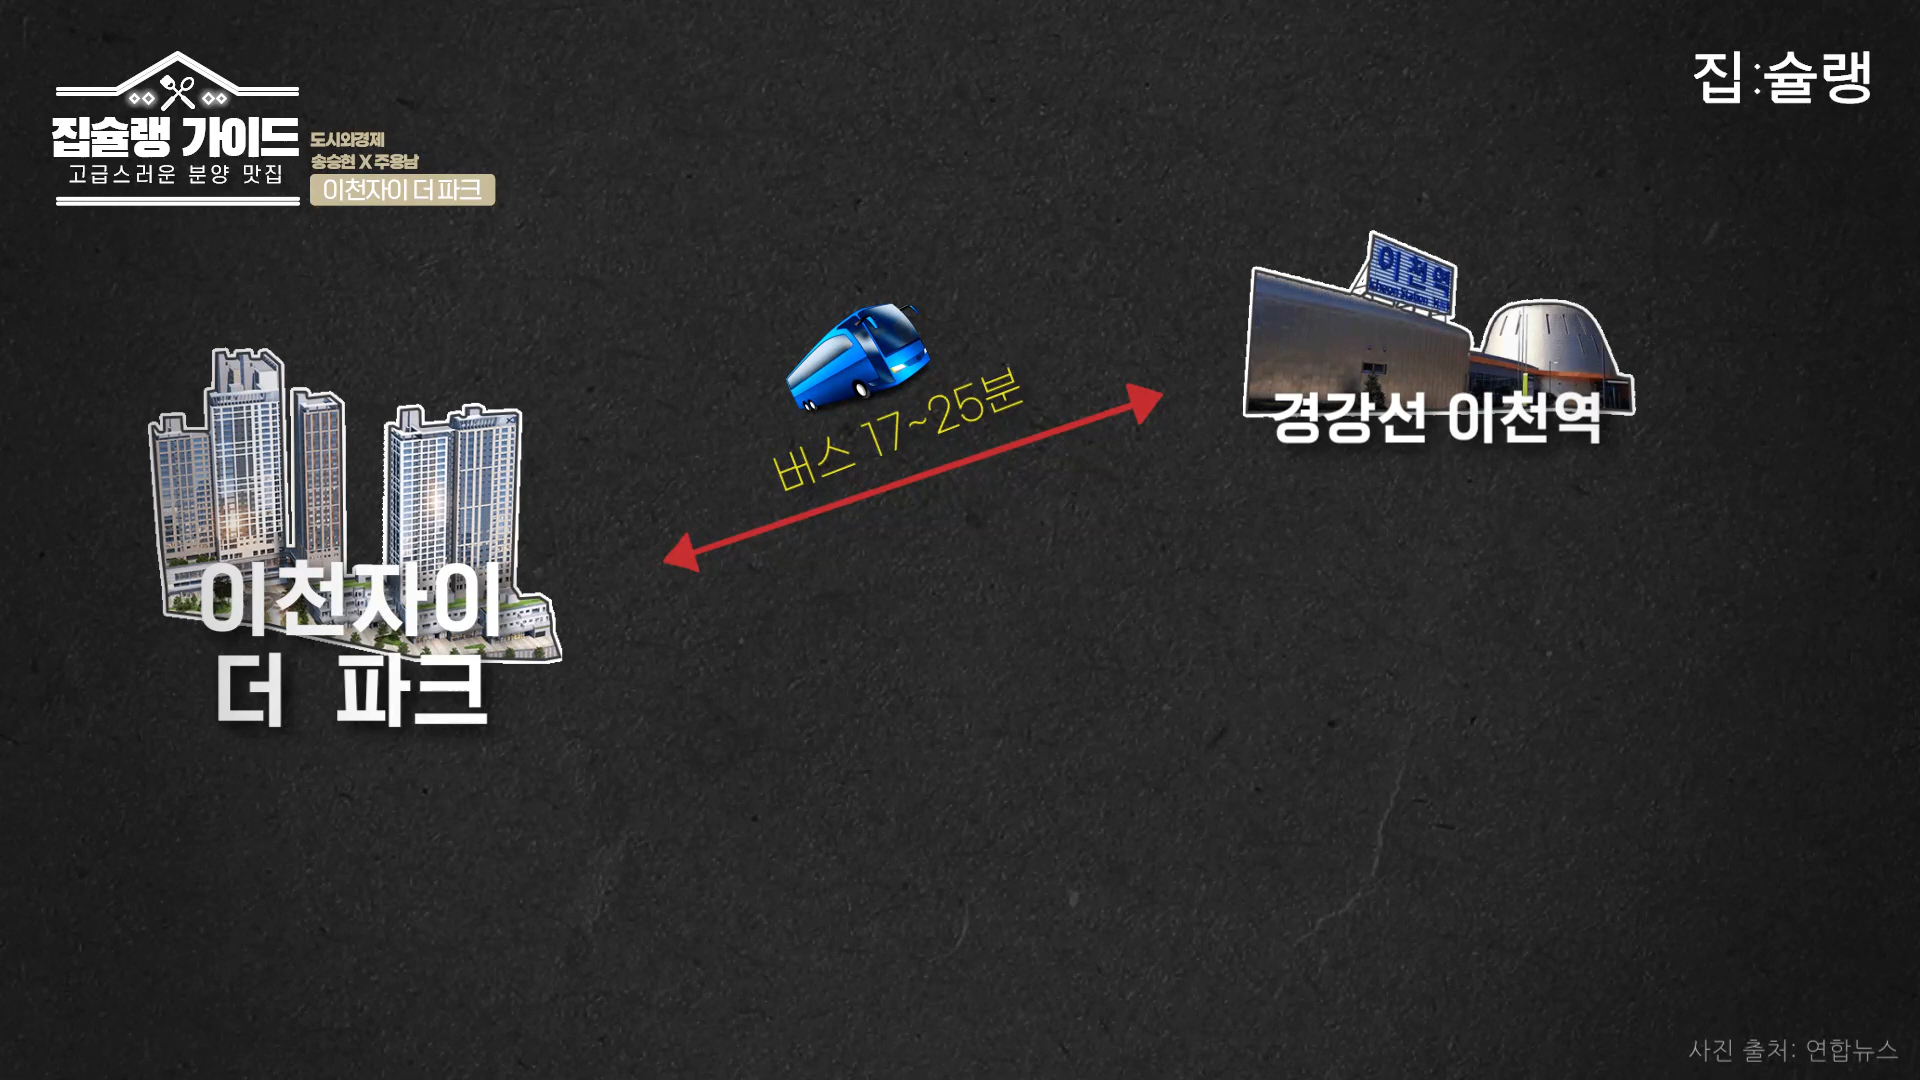 집:슐랭
집슐랭 가이드
고급스러운 분양 맛집
도시와경제
송승현 X 주용남
이천자이 더 파크
이천역
버스 17~25분
경강선 이천역
이천자이
더 파크
사진 출처: 연합뉴스